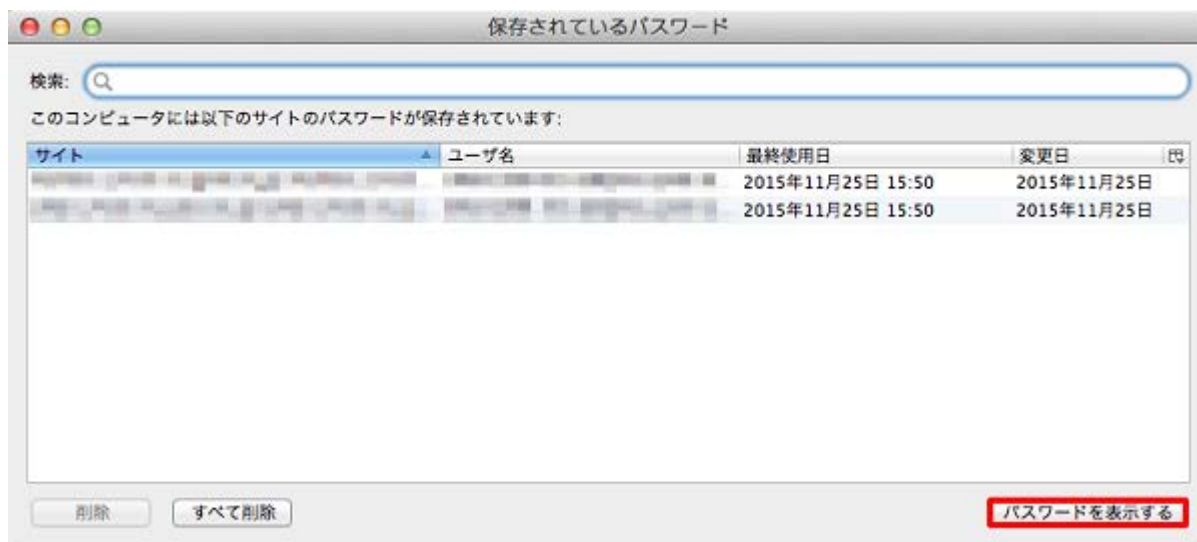 保存されているパスワード
検索:
このコンピュータには以下のサイトのパスワードが保存されています:
サイト ユーザ名 最終使用日 変更日
2015年11月25日 15:50 2015年11月25日
2015年11月25日 15:50 2015年11月25日
削除 すべて削除 パスワードを表示する